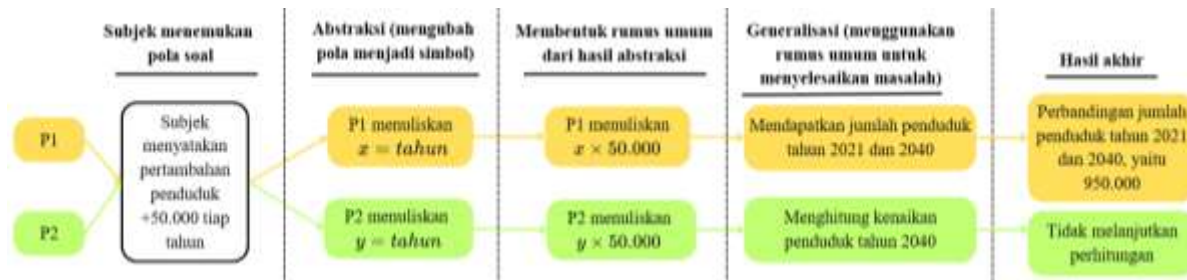 Subjek menemukan
pola soal
Abstraksi (mengubah
pola menjadi simbol)
Membentuk rumus umum
dari hasil abstraksi
Generalisasi (menggunakan
rumus umum untuk
menyelesaikan masalah)
Hasil akhir
P1
P2
Subjek
menyatakan
pertambahan
penduduk
+50.000 tiap
tahun
P1 menuliskan
x = tahun
P1 menuliskan
x × 50.000
Mendapatkan jumlah penduduk
tahun 2021 dan 2040
Perbandingan jumlah
penduduk tahun 2021
dan 2040, yaitu
950.000
P2 menuliskan
y = tahun
P2 menuliskan
y × 50.000
Menghitung kenaikan
penduduk tahun 2040
Tidak melanjutkan
perhitungan